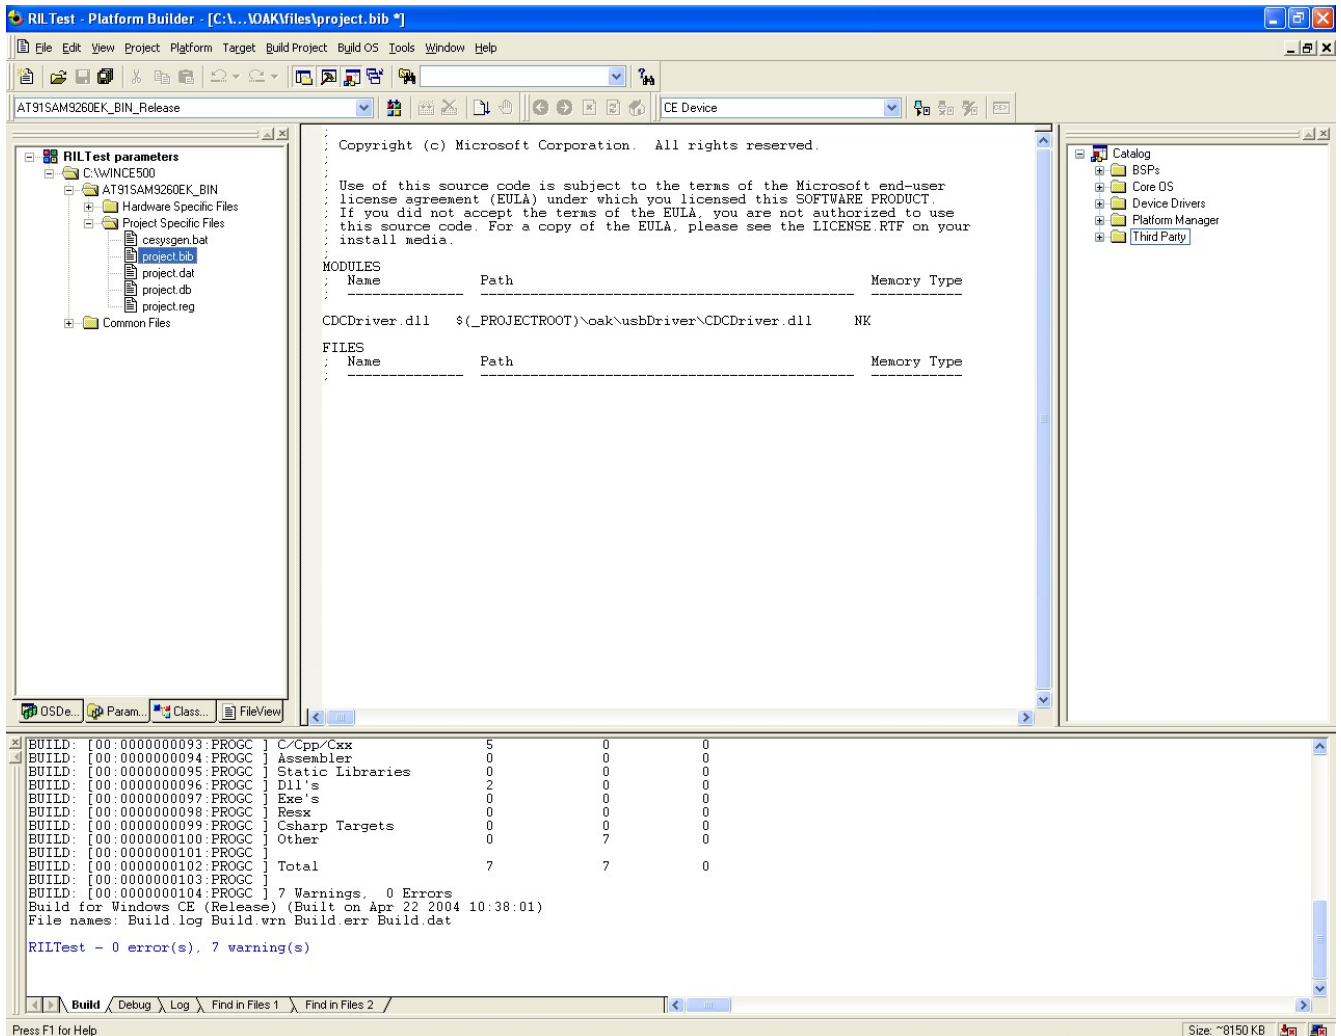 RILTest - Platform Builder - [C:\...\OAK\files\project.bib *]
File Edit View Project Platform Target Build Project Build OS Tools Window Help
AT91SAM9260EK_BIN_Release
CE Device
RILTest parameters
C:\WINCE500
AT91SAM9260EK_BIN
Hardware Specific Files
Project Specific Files
cesysgen.bat
project.bib
project.dat
project.db
project.reg
Common Files
OSDe... Param... Class... FileView
;
; Copyright (c) Microsoft Corporation.  All rights reserved.
;
;
; Use of this source code is subject to the terms of the Microsoft end-user
; license agreement (EULA) under which you licensed this SOFTWARE PRODUCT.
; If you did not accept the terms of the EULA, you are not authorized to use
; this source code. For a copy of the EULA, please see the LICENSE.RTF on your
; install media.
;
MODULES
;  Name            Path                                           Memory Type
;  --------------  ---------------------------------------------  -----------
CDCDriver.dll   $(_PROJECTROOT)\oak\usbDriver\CDCDriver.dll     NK
FILES
;  Name            Path                                           Memory Type
;  --------------  ---------------------------------------------  -----------
Catalog
BSPs
Core OS
Device Drivers
Platform Manager
Third Party
BUILD: [00:0000000093:PROGC ] C/Cpp/Cxx 5 0 0
BUILD: [00:0000000094:PROGC ] Assembler 0 0 0
BUILD: [00:0000000095:PROGC ] Static Libraries 0 0 0
BUILD: [00:0000000096:PROGC ] Dll's 2 0 0
BUILD: [00:0000000097:PROGC ] Exe's 0 0 0
BUILD: [00:0000000098:PROGC ] Resx 0 0 0
BUILD: [00:0000000099:PROGC ] Csharp Targets 0 0 0
BUILD: [00:0000000100:PROGC ] Other 0 7 0
BUILD: [00:0000000101:PROGC ]
BUILD: [00:0000000102:PROGC ] Total 7 7 0
BUILD: [00:0000000103:PROGC ]
BUILD: [00:0000000104:PROGC ] 7 Warnings,  0 Errors
Build for Windows CE (Release) (Built on Apr 22 2004 10:38:01)
File names: Build.log Build.wrn Build.err Build.dat
RILTest - 0 error(s), 7 warning(s)
Build Debug Log Find in Files 1 Find in Files 2
Press F1 for Help
Size: ~8150 KB